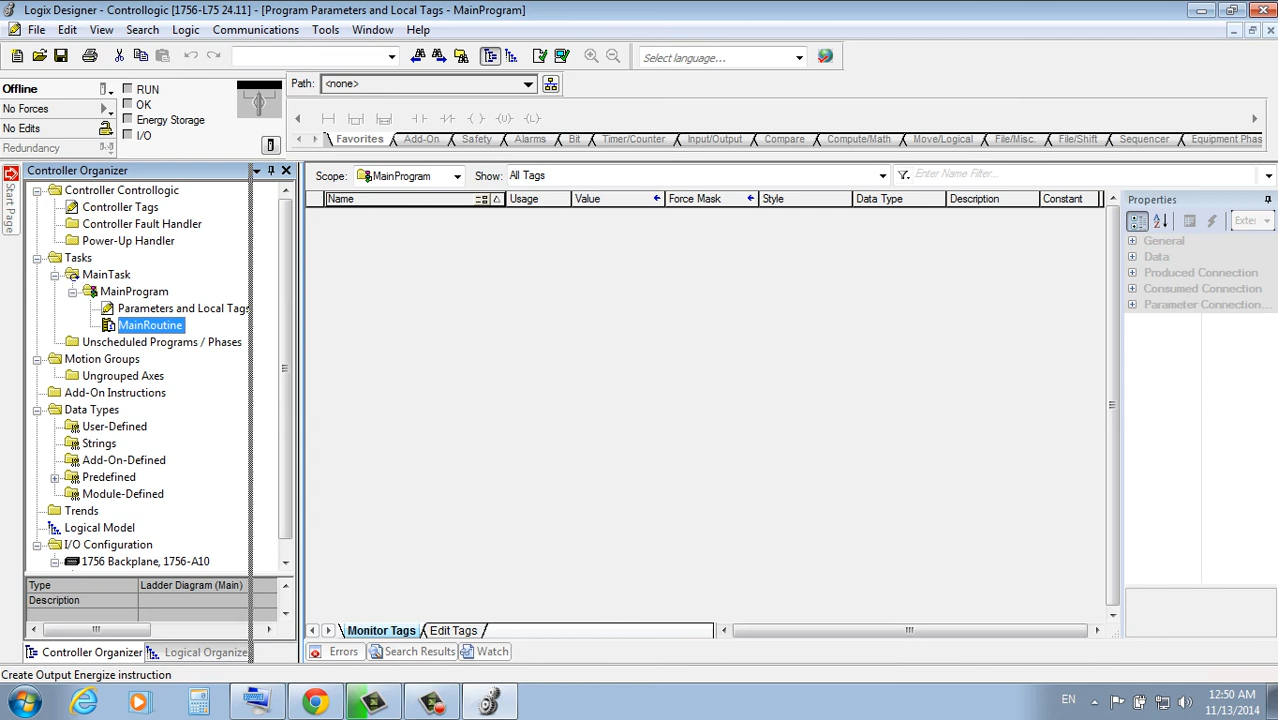 Logix Designer - Controllogic [1756-L75 24.11] - [Program Parameters and Local Tags - MainProgram]
File Edit View Search Logic Communications Tools Window Help
Select language...
Offline RUN
No Forces OK
Energy Storage
No Edits I/O
Redundancy
Path: <none>
Favorites Add-On Safety Alarms Bit Timer/Counter Input/Output Compare Compute/Math Move/Logical File/Misc. File/Shift Sequencer Equipment Phas
Start Page
Controller Organizer
Controller Controllogic
Controller Tags
Controller Fault Handler
Power-Up Handler
Tasks
MainTask
MainProgram
Parameters and Local Tags
MainRoutine
Unscheduled Programs / Phases
Motion Groups
Ungrouped Axes
Add-On Instructions
Data Types
User-Defined
Strings
Add-On-Defined
Predefined
Module-Defined
Trends
Logical Model
I/O Configuration
1756 Backplane, 1756-A10
Type Ladder Diagram (Main)
Description
Controller Organizer Logical Organize
Scope: MainProgram Show: All Tags Enter Name Filter...
Name Usage Value Force Mask Style Data Type Description Constant
Properties
Exter
General
Data
Produced Connection
Consumed Connection
Parameter Connection...
Monitor Tags Edit Tags
Errors Search Results Watch
Create Output Energize instruction
EN 12:50 AM
11/13/2014